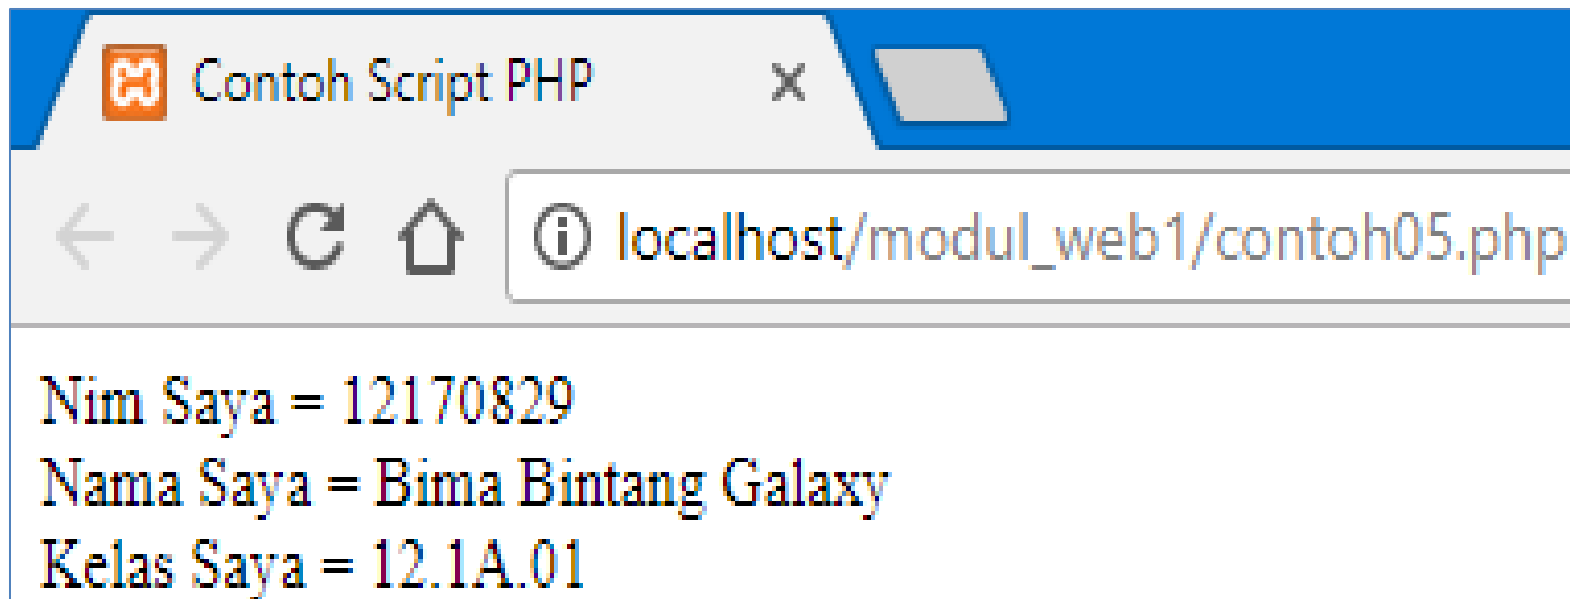 Contoh Script PHP
localhost/modul_web1/contoh05.php
Nim Saya = 12170829
Nama Saya = Bima Bintang Galaxy
Kelas Saya = 12.1A.01